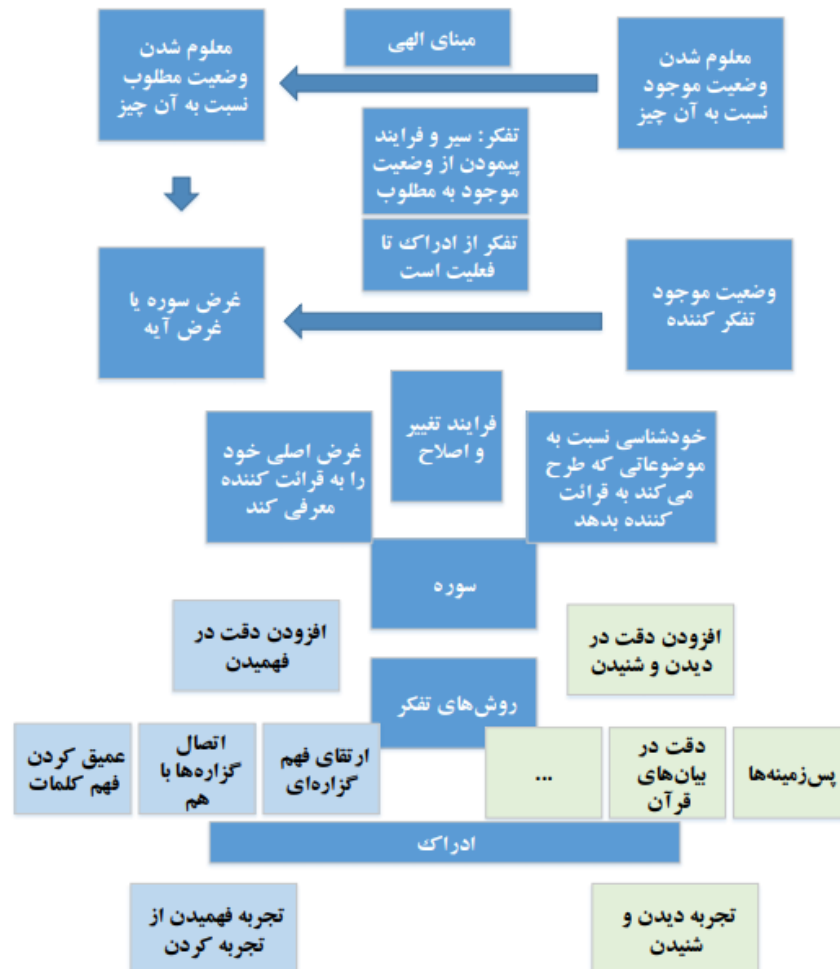 معلوم شدن
وضعیت موجود
نسبت به آن چیز
مبنای الهی
معلوم شدن
وضعیت مطلوب
نسبت به آن چیز
تفکر: سیر و فرایند
پیمودن از وضعیت
موجود به مطلوب
تفکر از ادراک تا
فعلیت است
وضعیت موجود
تفکر کننده
غرض سوره یا
غرض آیه
فرایند تغییر
و اصلاح
خودشناسی نسبت به
موضوعاتی که طرح
می‌کند به قرائت
کننده بدهد
غرض اصلی خود
را به قرائت کننده
معرفی کند
سوره
افزودن دقت در
دیدن و شنیدن
افزودن دقت در
فهمیدن
روش‌های تفکر
پس‌زمینه‌ها
دقت در
بیان‌های
قرآن
...
ارتقای فهم
گزاره‌ای
اتصال
گزاره‌ها با
هم
عمیق کردن
فهم کلمات
ادراک
تجربه دیدن و
شنیدن
تجربه فهمیدن از
تجربه کردن